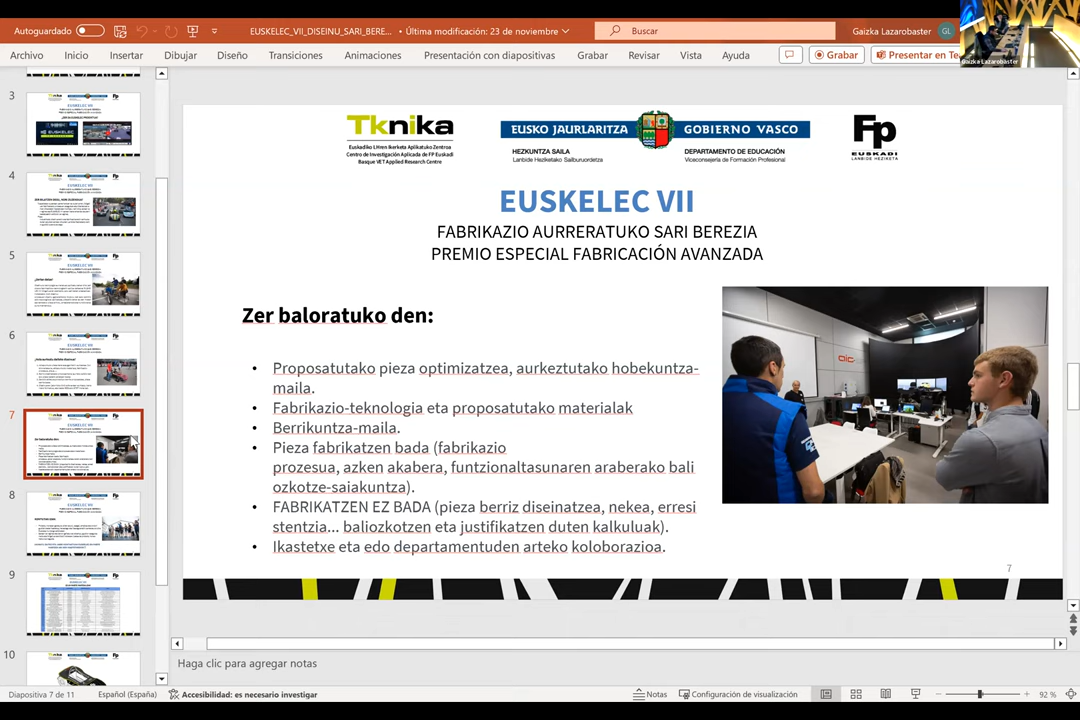 Autoguardado
EUSKELEC_VII_DISEINU_SARI_BERE... • Última modificación: 23 de noviembre
Buscar
Gaizka Lazarobaster
GL
Gaizka Lazarobaster
Archivo Inicio Insertar Dibujar Diseño Transiciones Animaciones Presentación con diapositivas Grabar Revisar Vista Ayuda
Grabar
Presentar en Te
3
4
5
6
7
8
9
10
Tknika
Euskadiko LHren Ikerketa Aplikatuko Zentroa
Centro de Investigación Aplicada de FP Euskadi
Basque VET Applied Research Centre
EUSKO JAURLARITZA
GOBIERNO VASCO
HEZKUNTZA SAILA
Lanbide Heziketako Sailburuordetza
DEPARTAMENTO DE EDUCACIÓN
Viceconsejería de Formación Profesional
Fp
EUSKADI
LANBIDE HEZIKETA
EUSKELEC VII
FABRIKAZIO AURRERATUKO SARI BEREZIA
PREMIO ESPECIAL FABRICACIÓN AVANZADA
Zer baloratuko den:
• Proposatutako pieza optimizatzea, aurkeztutako hobekuntza-
maila.
• Fabrikazio-teknologia eta proposatutako materialak
• Berrikuntza-maila.
• Pieza fabrikatzen bada (fabrikazio
prozesua, azken akabera, funtzionaltasunaren araberako bali
ozkotze-saiakuntza).
• FABRIKATZEN EZ BADA (pieza berriz diseinatzea, nekea, erresi
stentzia... baliozkotzen eta justifikatzen duten kalkuluak).
• Ikastetxe eta edo departamentuden arteko koloborazioa.
aic
7
Haga clic para agregar notas
Diapositiva 7 de 11
Español (España)
Accesibilidad: es necesario investigar
Notas
Configuración de visualización
92 %